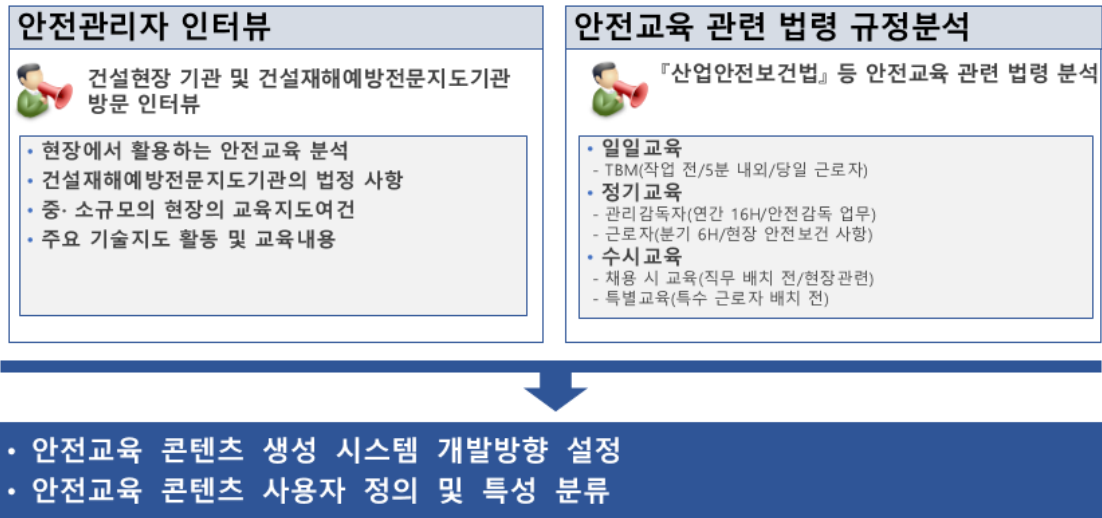 안전관리자 인터뷰
건설현장 기관 및 건설재해예방전문지도기관
방문 인터뷰
• 현장에서 활용하는 안전교육 분석
• 건설재해예방전문지도기관의 법정 사항
• 중· 소규모의 현장의 교육지도여건
• 주요 기술지도 활동 및 교육내용
안전교육 관련 법령 규정분석
『산업안전보건법』 등 안전교육 관련 법령 분석
• 일일교육
- TBM(작업 전/5분 내외/당일 근로자)
• 정기교육
- 관리감독자(연간 16H/안전감독 업무)
- 근로자(분기 6H/현장 안전보건 사항)
• 수시교육
- 채용 시 교육(직무 배치 전/현장관련)
- 특별교육(특수 근로자 배치 전)
• 안전교육 콘텐츠 생성 시스템 개발방향 설정
• 안전교육 콘텐츠 사용자 정의 및 특성 분류